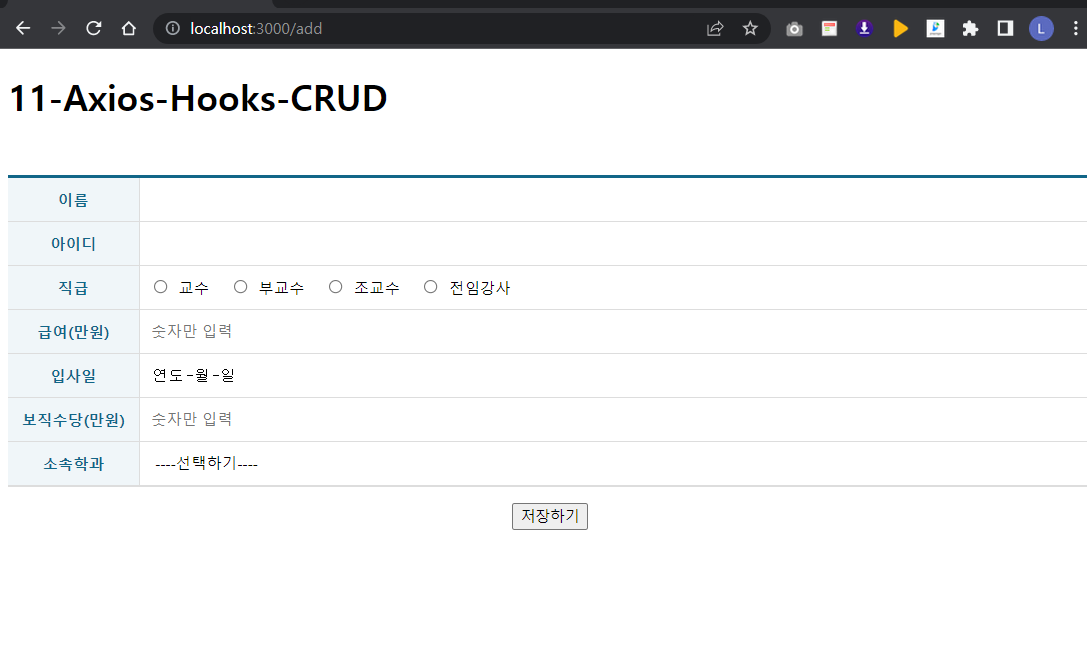 localhost:3000/add
L
11-Axios-Hooks-CRUD
이름
아이디
직급 교수 부교수 조교수 전임강사
급여(만원) 숫자만 입력
입사일 연도-월-일
보직수당(만원) 숫자만 입력
소속학과 ----선택하기----
저장하기